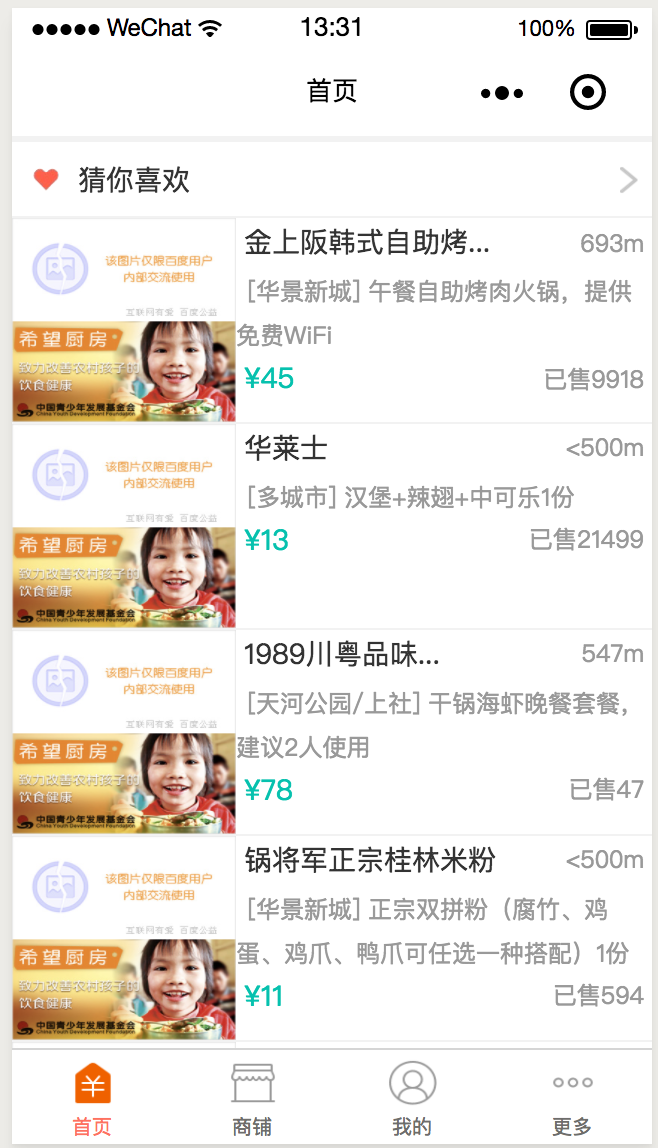 WeChat 13:31 100%
首页
猜你喜欢
该图片仅限百度用户
内部交流使用
互联网有爱 百度公益
希望厨房
致力改善农村孩子的
饮食健康
中国青少年发展基金会
China Youth Development Foundation
金上阪韩式自助烤... 693m
[华景新城] 午餐自助烤肉火锅，提供
免费WiFi
¥45 已售9918
该图片仅限百度用户
内部交流使用
互联网有爱 百度公益
希望厨房
致力改善农村孩子的
饮食健康
中国青少年发展基金会
China Youth Development Foundation
华莱士 <500m
[多城市] 汉堡+辣翅+中可乐1份
¥13 已售21499
该图片仅限百度用户
内部交流使用
互联网有爱 百度公益
希望厨房
致力改善农村孩子的
饮食健康
中国青少年发展基金会
China Youth Development Foundation
1989川粤品味... 547m
[天河公园/上社] 干锅海虾晚餐套餐，
建议2人使用
¥78 已售47
该图片仅限百度用户
内部交流使用
互联网有爱 百度公益
希望厨房
致力改善农村孩子的
饮食健康
中国青少年发展基金会
China Youth Development Foundation
锅将军正宗桂林米粉 <500m
[华景新城] 正宗双拼粉（腐竹、鸡
蛋、鸡爪、鸭爪可任选一种搭配）1份
¥11 已售594
首页 商铺 我的 更多